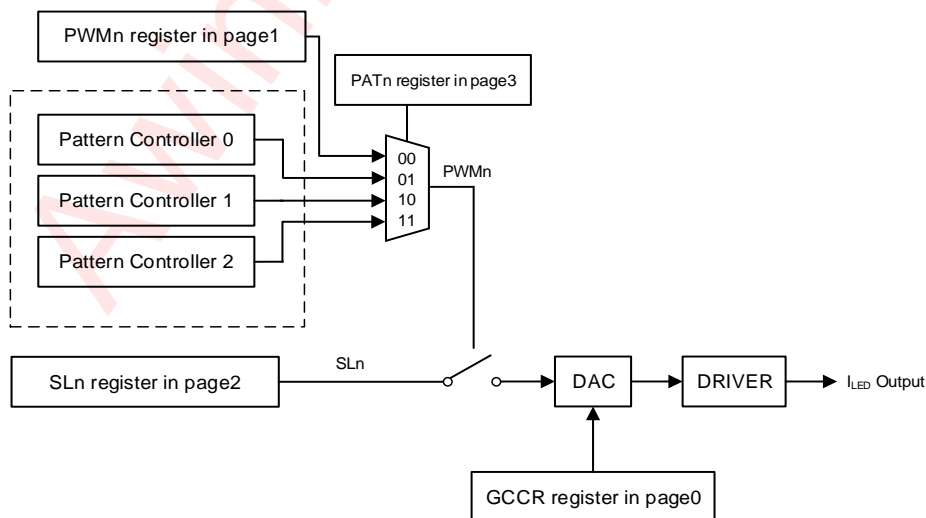 PWMn register in page1
PATn register in page3
Pattern Controller 0
Pattern Controller 1
Pattern Controller 2
00
01
10
11
PWMn
SLn register in page2
SLn
DAC
DRIVER
ILED Output
GCCR register in page0